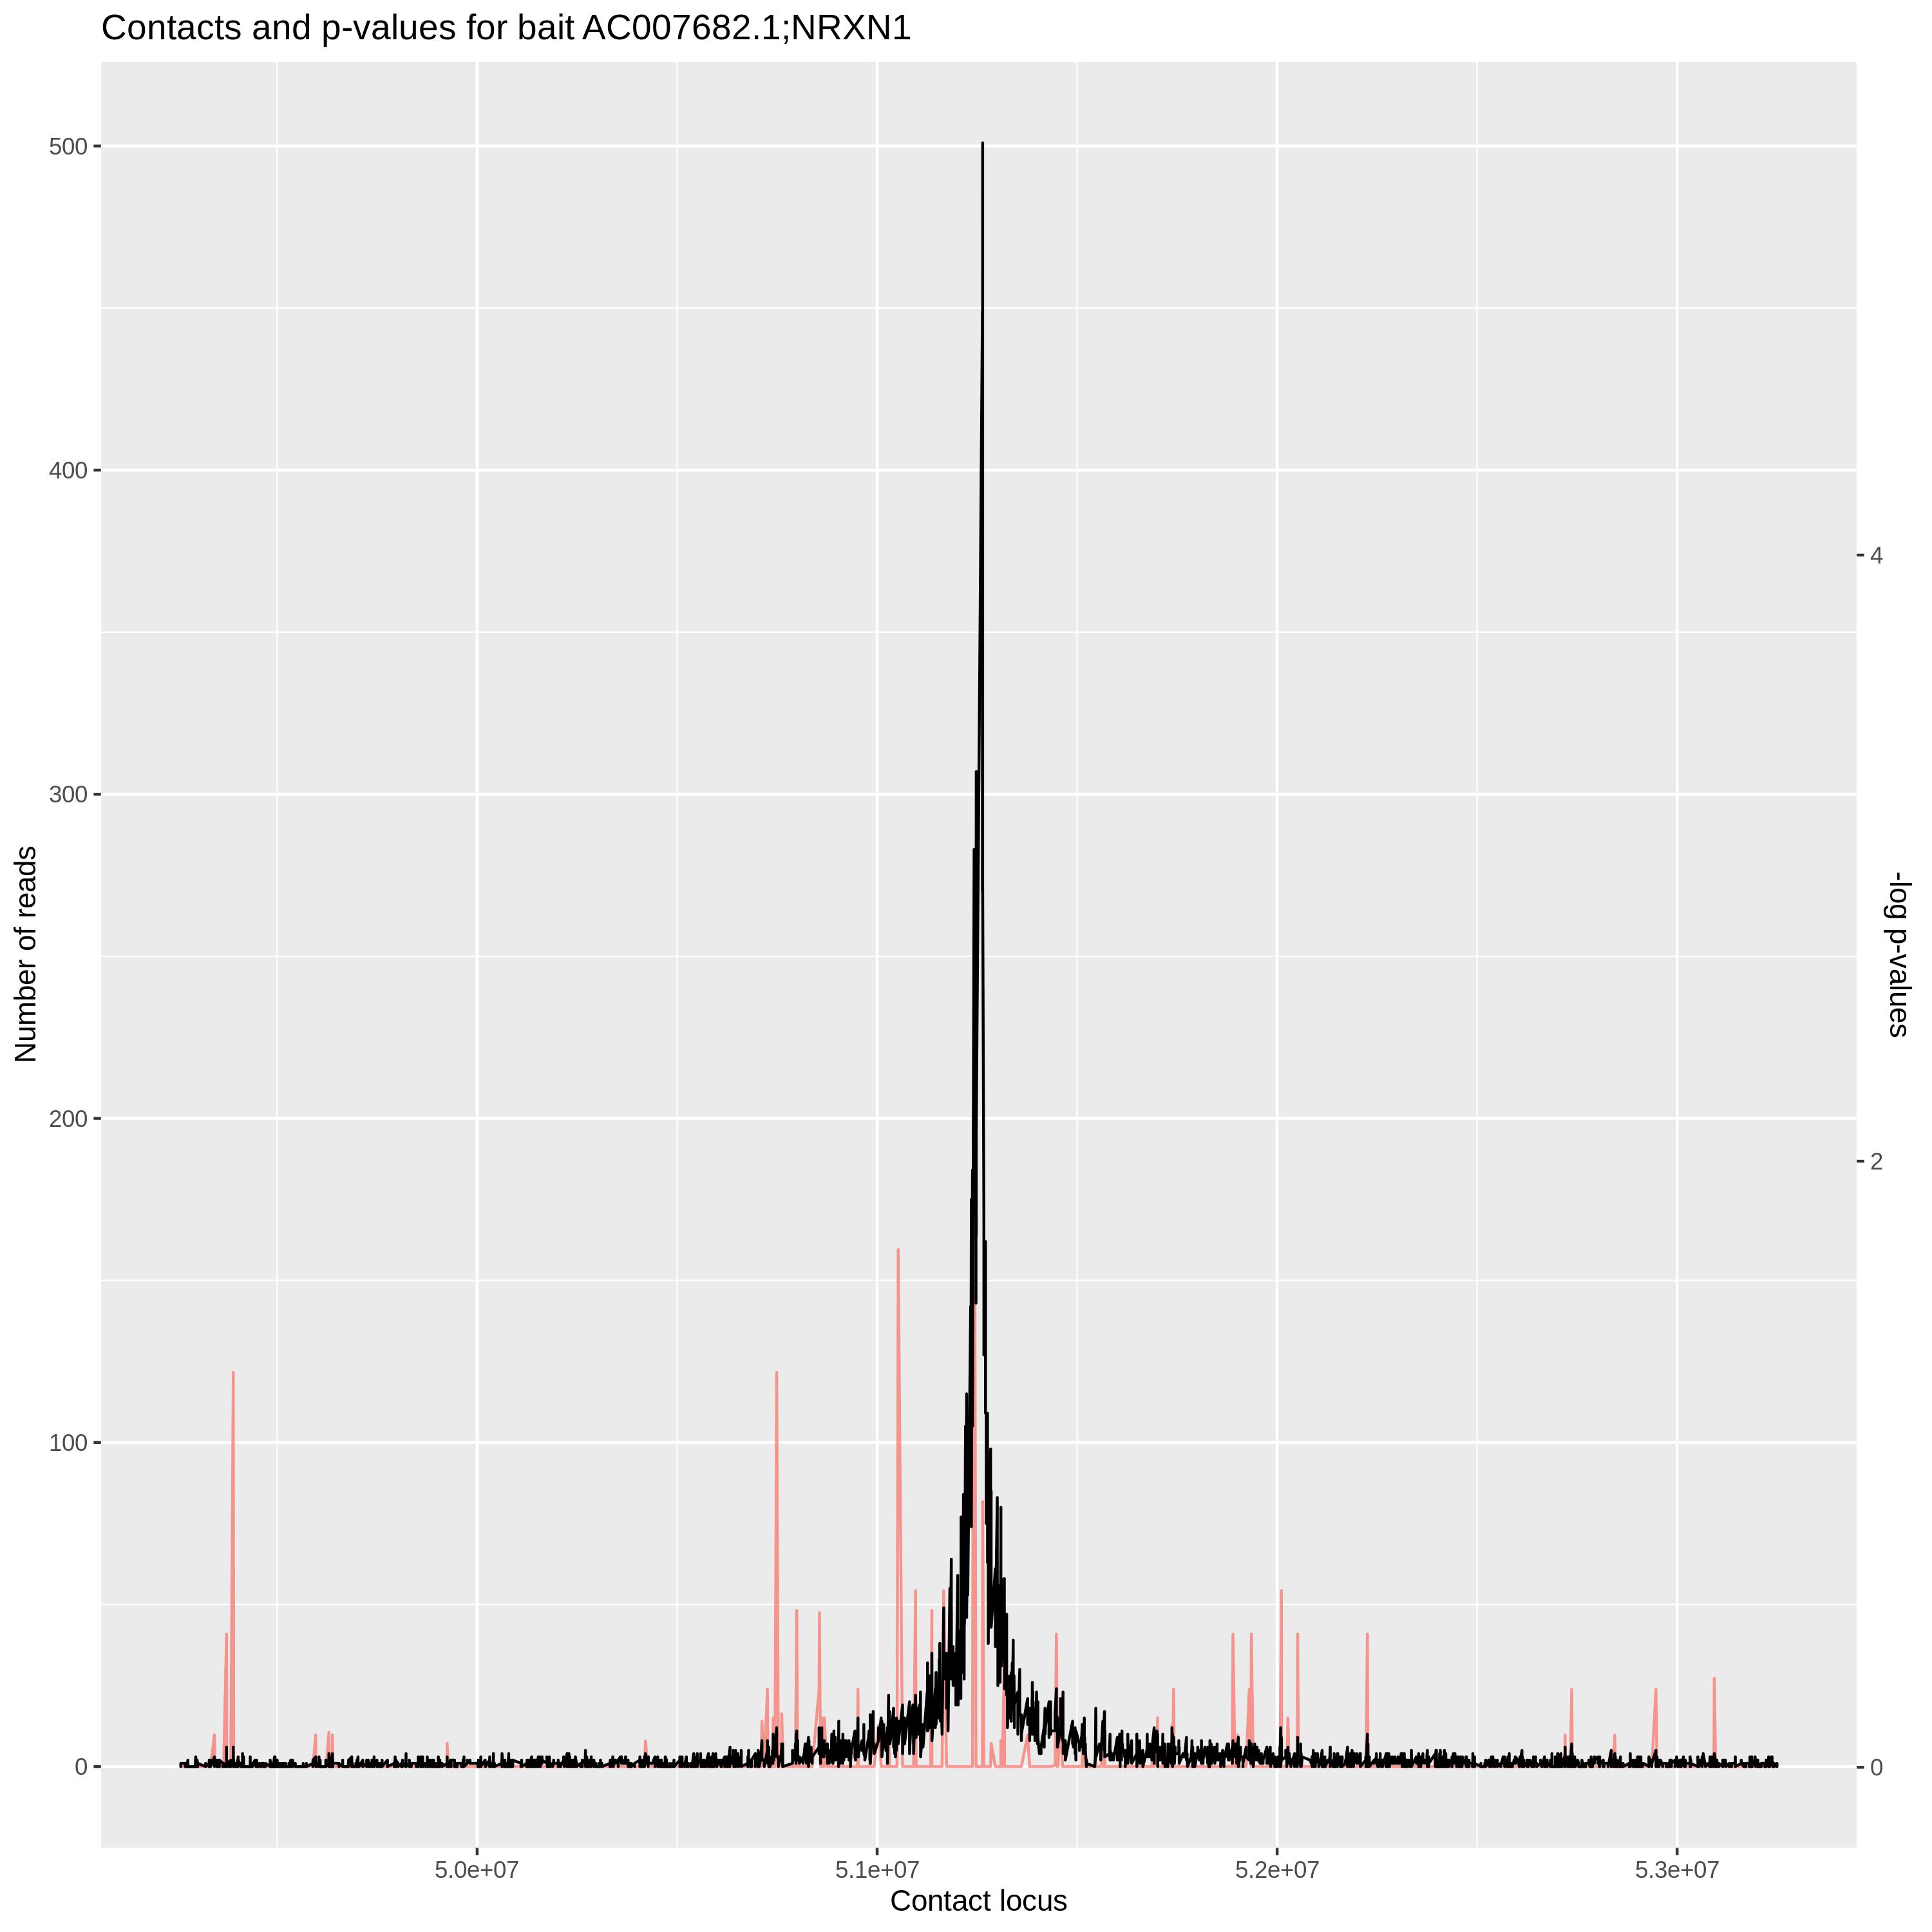 Contacts and p-values for bait AC007682.1;NRXN1
500
400
300
200
100
0
Number of reads
4
2
0
-log p-values
5.0e+07
5.1e+07
5.2e+07
5.3e+07
Contact locus